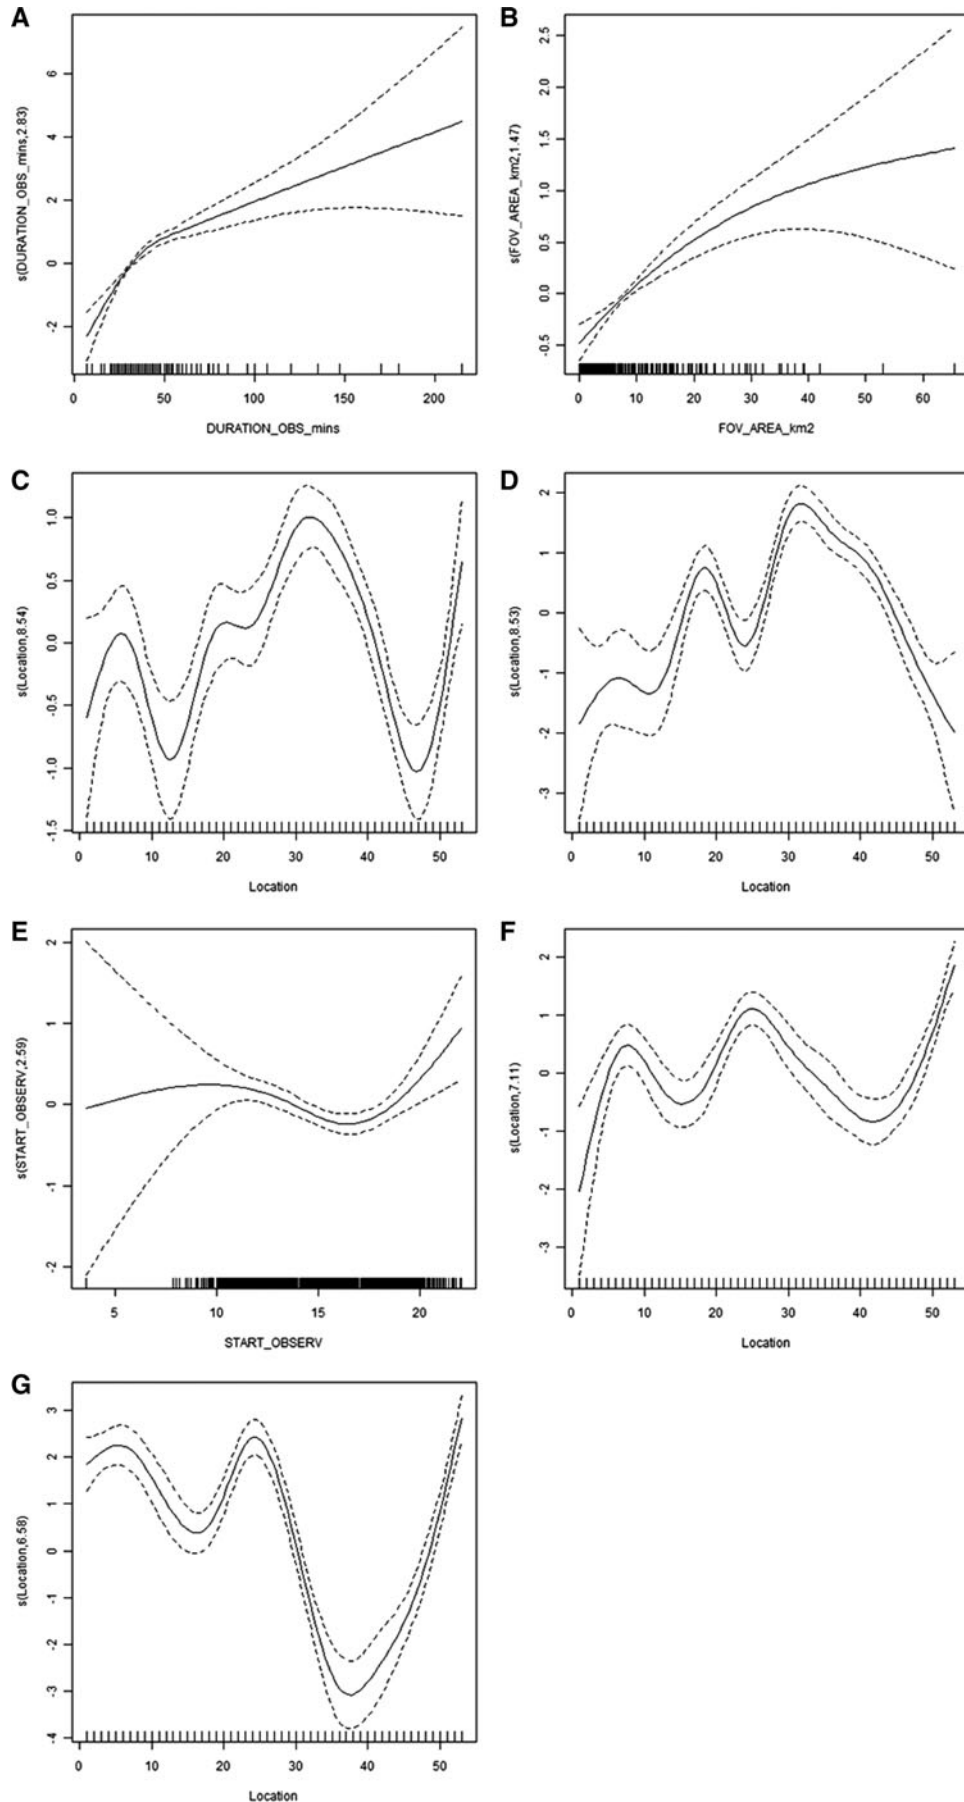 A
s(DURATION_OBS_mins,2.83)
6
4
2
0
-2
0 50 100 150 200
DURATION_OBS_mins
B
s(FOV_AREA_km2,1.47)
2.5
2.0
1.5
1.0
0.5
0.0
-0.5
0 10 20 30 40 50 60
FOV_AREA_km2
C
s(Location,8.54)
1.0
0.5
0.0
-0.5
-1.0
-1.5
0 10 20 30 40 50
Location
D
s(Location,8.53)
2
1
0
-1
-2
-3
0 10 20 30 40 50
Location
E
s(START_OBSERV,2.59)
2
1
0
-1
-2
5 10 15 20
START_OBSERV
F
s(Location,7.11)
2
1
0
-1
-2
-3
0 10 20 30 40 50
Location
G
s(Location,6.58)
3
2
1
0
-1
-2
-3
-4
0 10 20 30 40 50
Location